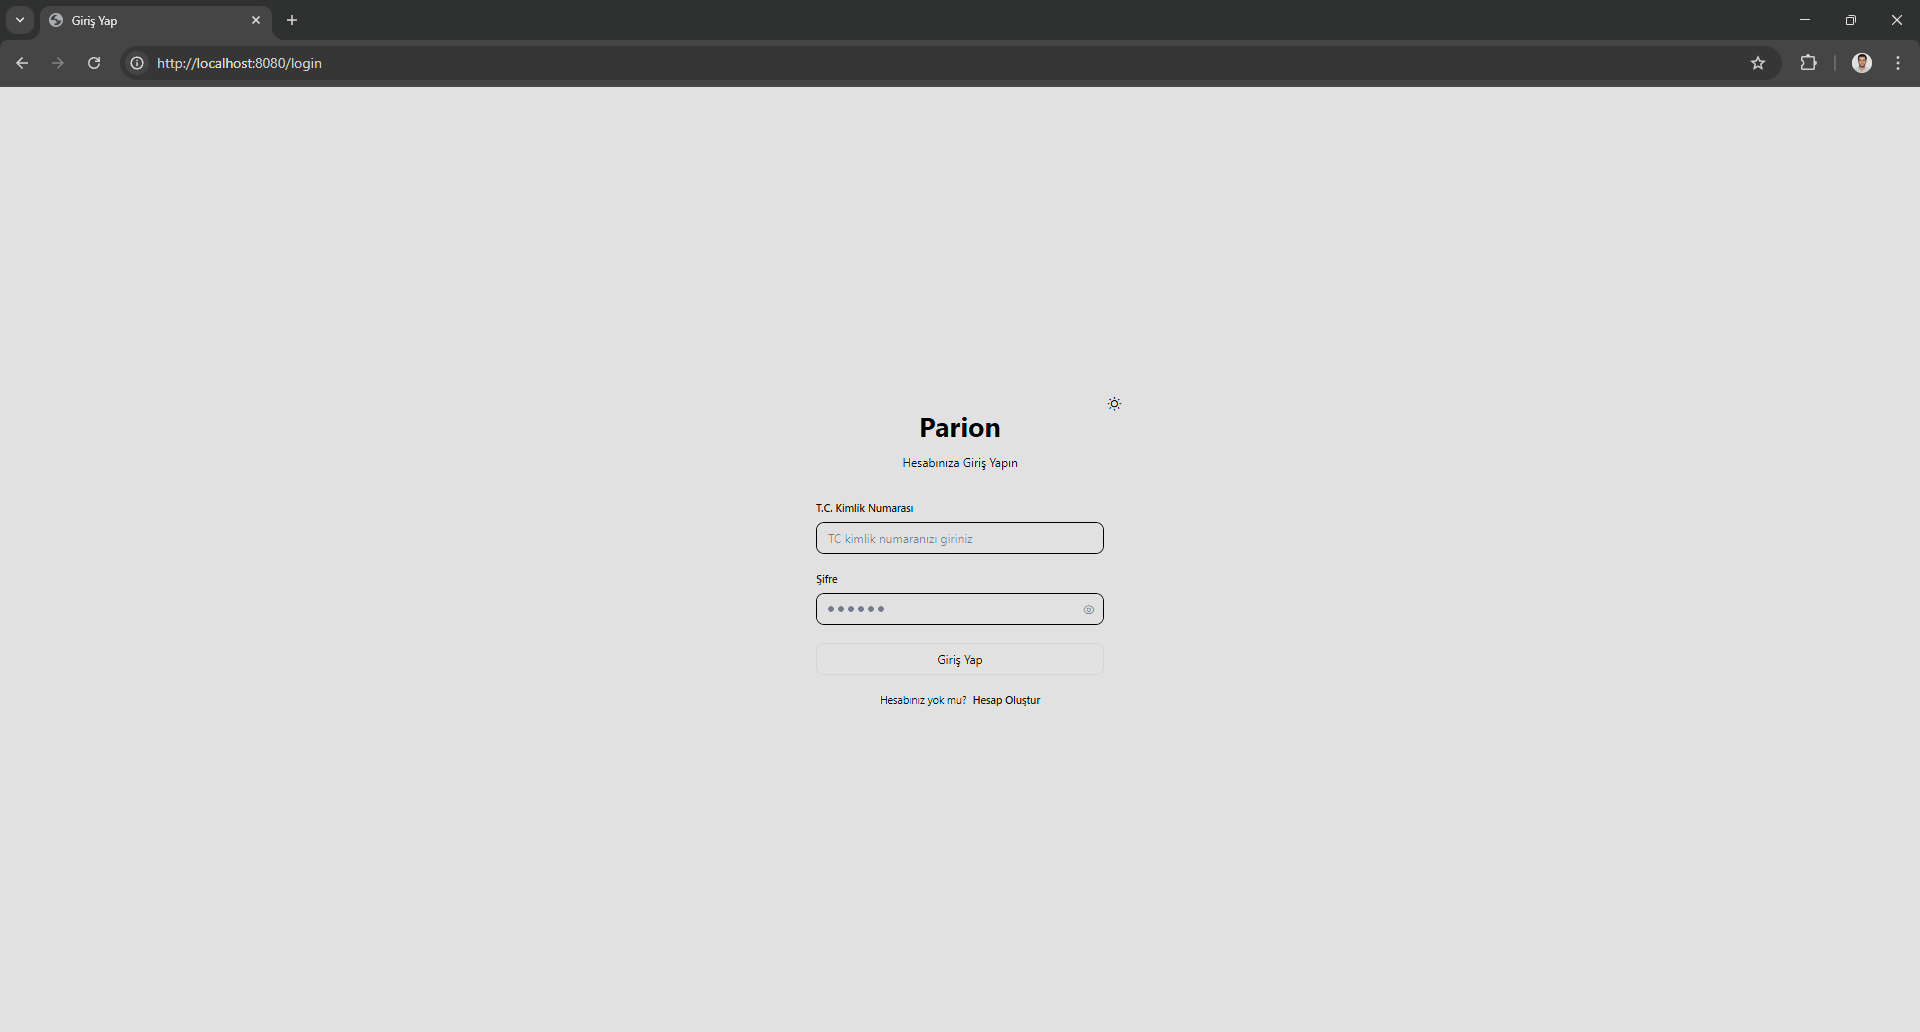 Giriş Yap
http://localhost:8080/login
Parion
Hesabınıza Giriş Yapın
T.C. Kimlik Numarası
TC kimlik numaranızı giriniz
Şifre
Giriş Yap
Hesabınız yok mu? Hesap Oluştur